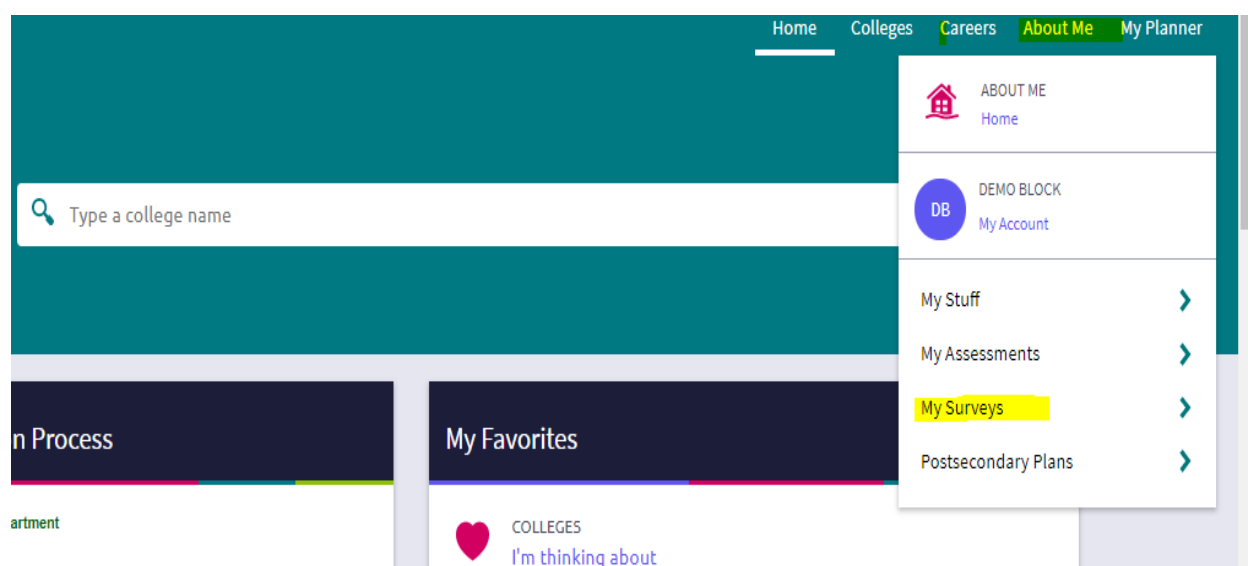 Home Colleges Careers About Me My Planner
ABOUT ME
Home
DEMO BLOCK
DB
My Account
Type a college name
My Stuff
My Assessments
My Surveys
Postsecondary Plans
n Process
artment
My Favorites
COLLEGES
I'm thinking about